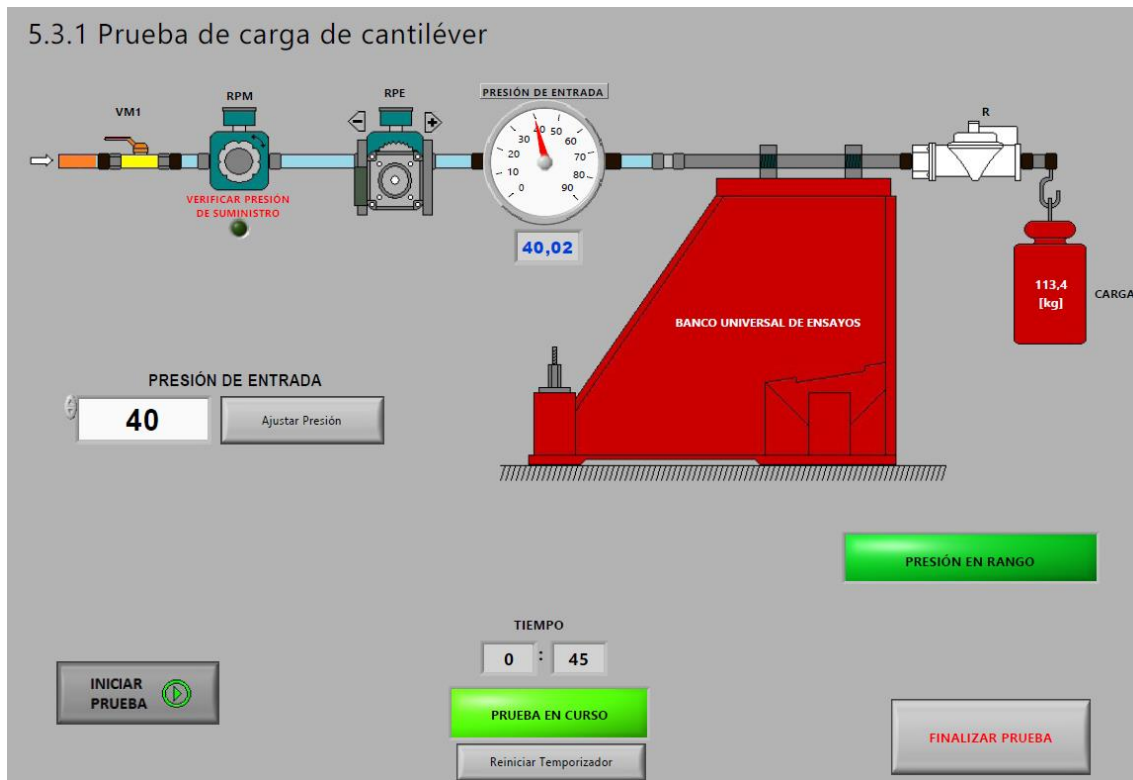 5.3.1 Prueba de carga de cantiléver
VM1
RPM
RPE
PRESIÓN DE ENTRADA
R
0
10
20
30
40
50
60
70
80
90
VERIFICAR PRESIÓN
DE SUMINISTRO
40,02
113,4
[kg]
CARGA
BANCO UNIVERSAL DE ENSAYOS
PRESIÓN DE ENTRADA
40
Ajustar Presión
PRESIÓN EN RANGO
TIEMPO
0 : 45
INICIAR
PRUEBA
PRUEBA EN CURSO
FINALIZAR PRUEBA
Reiniciar Temporizador